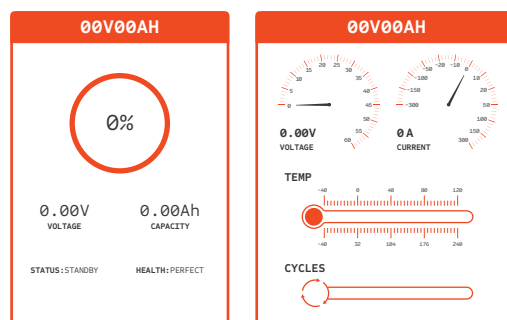 00V00AH
0%
0.00V
0.00Ah
VOLTAGE
CAPACITY
STATUS:STANDBY
HEALTH:PERFECT
00V00AH
0
5
10
15
20
25
30
35
40
45
50
55
60
0.00V
VOLTAGE
-300
-150
-100
-50
-20
-10
0
10
20
50
100
150
300
0 A
CURRENT
TEMP
-40 0 40 80 120
-40 32 104 176 240
CYCLES